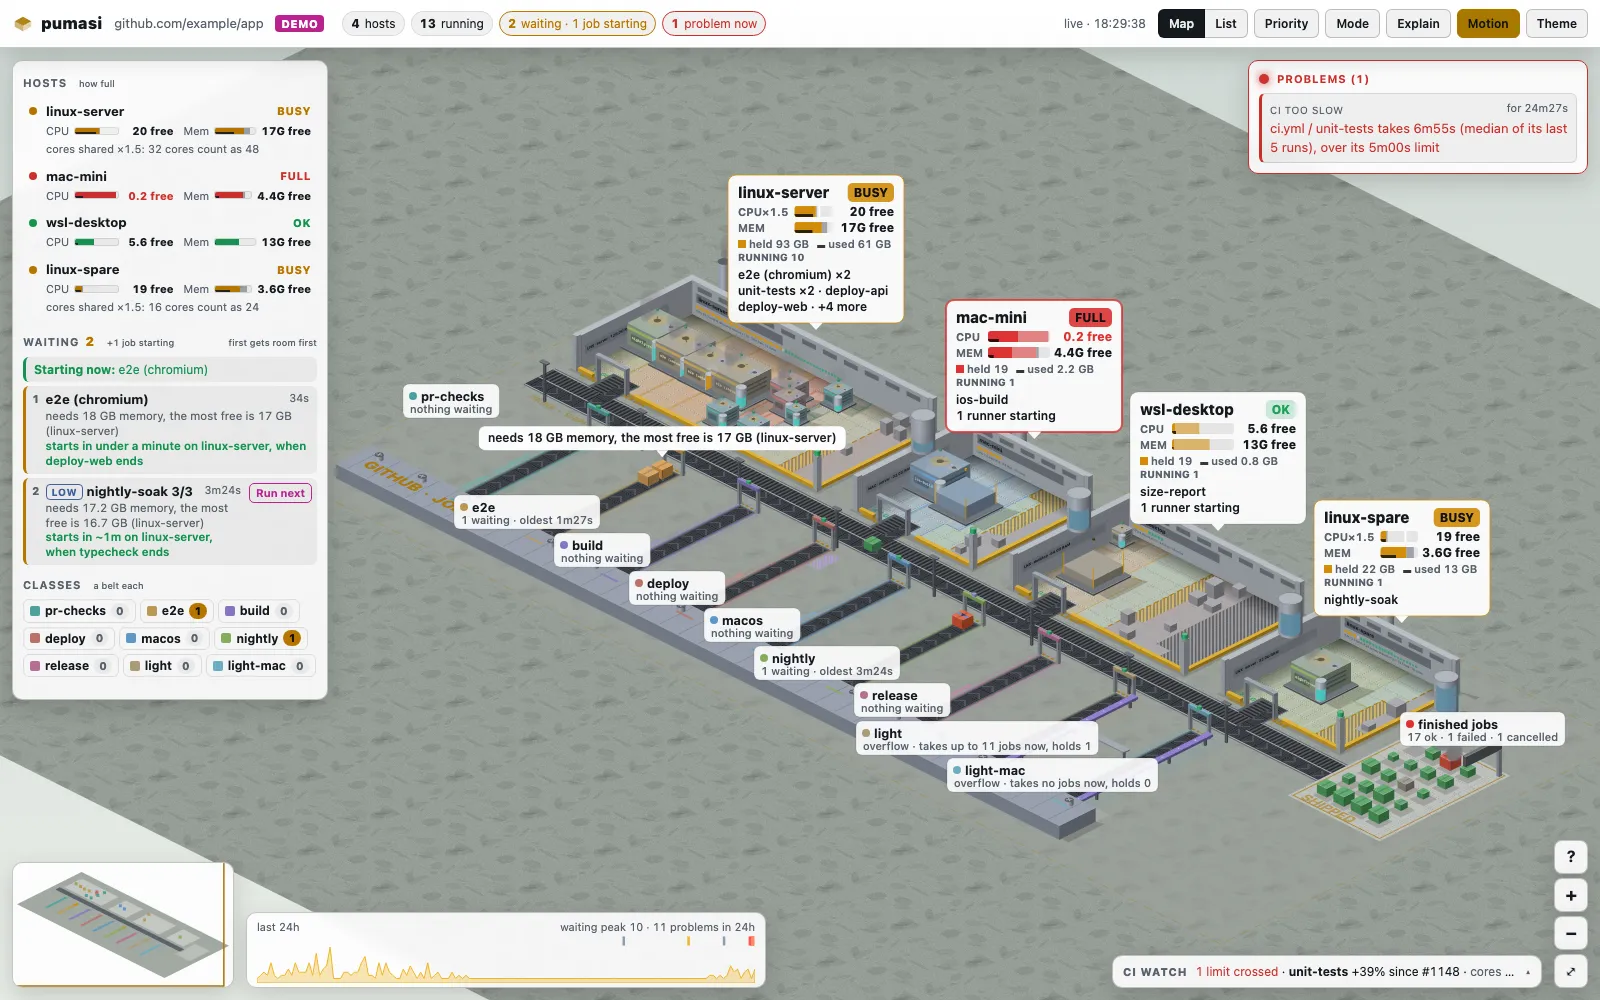 pumasi github.com/example/app DEMO 4 hosts 13 running 2 waiting · 1 job starting 1 problem now live · 18:29:38 Map List Priority Mode Explain Motion Theme
HOSTS how full
linux-server BUSY
CPU 20 free Mem 17G free
cores shared ×1.5: 32 cores count as 48
mac-mini FULL
CPU 0.2 free Mem 4.4G free
wsl-desktop OK
CPU 5.6 free Mem 13G free
linux-spare BUSY
CPU 19 free Mem 3.6G free
cores shared ×1.5: 16 cores count as 24
WAITING 2 +1 job starting first gets room first
Starting now: e2e (chromium)
1 e2e (chromium) 34s
needs 18 GB memory, the most free is 17 GB
(linux-server)
starts in under a minute on linux-server, when
deploy-web ends
2 LOW nightly-soak 3/3 3m24s Run next
needs 17.2 GB memory, the most
free is 16.7 GB (linux-server)
starts in ~1m on linux-server,
when typecheck ends
CLASSES a belt each
pr-checks 0 e2e 1 build 0
deploy 0 macos 0 nightly 1
release 0 light 0 light-mac 0
PROBLEMS (1)
CI TOO SLOW for 24m27s
ci.yml / unit-tests takes 6m55s (median of its last
5 runs), over its 5m00s limit
linux-server BUSY
CPU×1.5 20 free
MEM 17G free
held 93 GB used 61 GB
RUNNING 10
e2e (chromium) ×2
unit-tests ×2 · deploy-api
deploy-web · +4 more
mac-mini FULL
CPU 0.2 free
MEM 4.4G free
held 19 used 2.2 GB
RUNNING 1
ios-build
1 runner starting
wsl-desktop OK
CPU 5.6 free
MEM 13G free
held 19 used 0.8 GB
RUNNING 1
size-report
1 runner starting
linux-spare BUSY
CPU×1.5 19 free
MEM 3.6G free
held 22 GB used 13 GB
RUNNING 1
nightly-soak
pr-checks
nothing waiting
needs 18 GB memory, the most free is 17 GB (linux-server)
GITHUB ·
e2e
1 waiting · oldest 1m27s
build
nothing waiting
deploy
nothing waiting
macos
nothing waiting
nightly
1 waiting · oldest 3m24s
release
nothing waiting
light
overflow · takes up to 11 jobs now, holds 1
light-mac
overflow · takes no jobs now, holds 0
finished jobs
17 ok · 1 failed · 1 cancelled
SHIPPED
last 24h waiting peak 10 · 11 problems in 24h
CI WATCH 1 limit crossed · unit-tests +39% since #1148 · cores ...
?
+
−